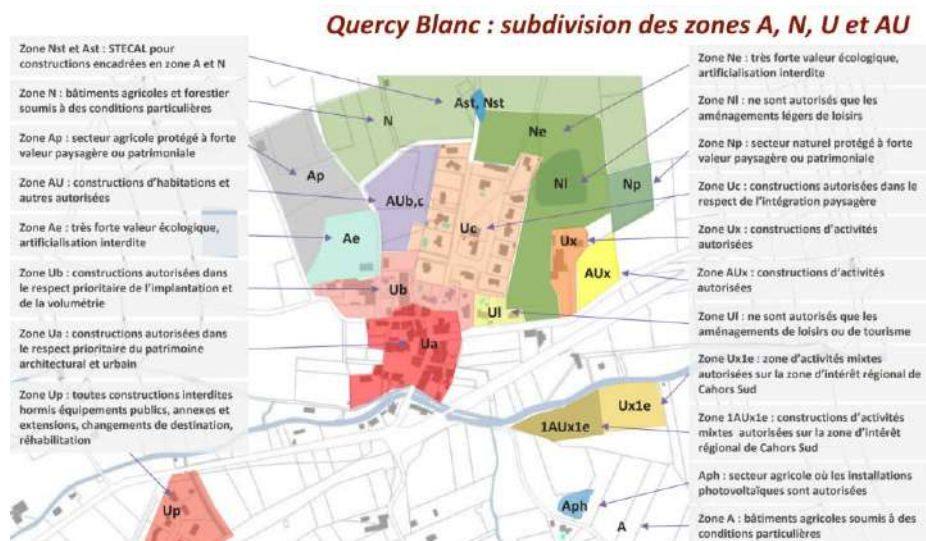 Quercy Blanc : subdivision des zones A, N, U et AU
Zone Nst et Ast : STECAL pour
constructions encadrées en zone A et N
Zone N : bâtiments agricoles et forestier
soumis à des conditions particulières
Zone Ap : secteur agricole protégé à forte
valeur paysagère ou patrimoniale
Zone AU : constructions d'habitations et
autres autorisées
Zone Ae : très forte valeur écologique,
artificialisation interdite
Zone Ub : constructions autorisées dans
le respect prioritaire de l'implantation et
de la volumétrie
Zone Ua : constructions autorisées dans
le respect prioritaire du patrimoine
architectural et urbain
Zone Up : toutes constructions interdites
hormis équipements publics, annexes et
extensions, changements de destination,
réhabilitation
Ast, Nst
N
Ne
Ap
Nl
Np
AUb,c
Uc
Ae
Ux
AUx
Ub
Ul
Ua
Ux1e
1AUx1e
Up
Aph
A
Zone Ne : très forte valeur écologique,
artificialisation interdite
Zone Nl : ne sont autorisés que les
aménagements légers de loisirs
Zone Np : secteur naturel protégé à forte
valeur paysagère ou patrimoniale
Zone Uc : constructions autorisées dans le
respect de l'intégration paysagère
Zone Ux : constructions d'activités
autorisées
Zone AUx : constructions d'activités
autorisées
Zone Ul : ne sont autorisés que les
aménagements de loisirs ou de tourisme
Zone Ux1e : zone d'activités mixtes
autorisées sur la zone d'intérêt régional de
Cahors Sud
Zone 1AUx1e : constructions d'activités
mixtes autorisées sur la zone d'intérêt
régional de Cahors Sud
Aph : secteur agricole où les installations
photovoltaïques sont autorisées
Zone A : bâtiments agricoles soumis à des
conditions particulières